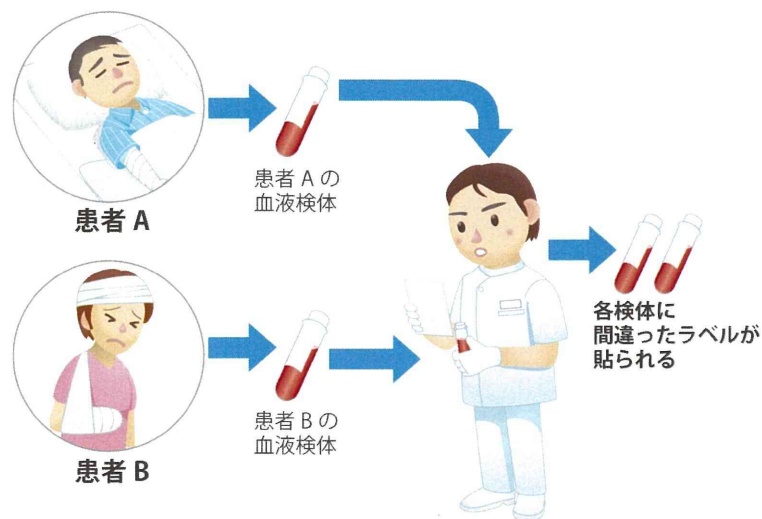 患者 A
患者 A の
血液検体
患者 B
患者 B の
血液検体
各検体に
間違ったラベルが
貼られる